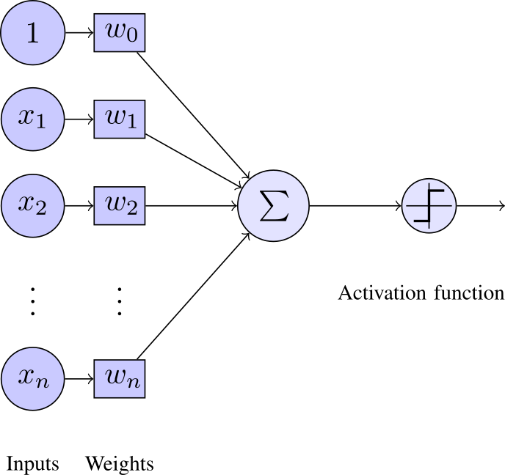 1 w₀
x₁ w₁
x₂ w₂ Σ
⋮ ⋮
Activation function
xₙ wₙ
Inputs Weights